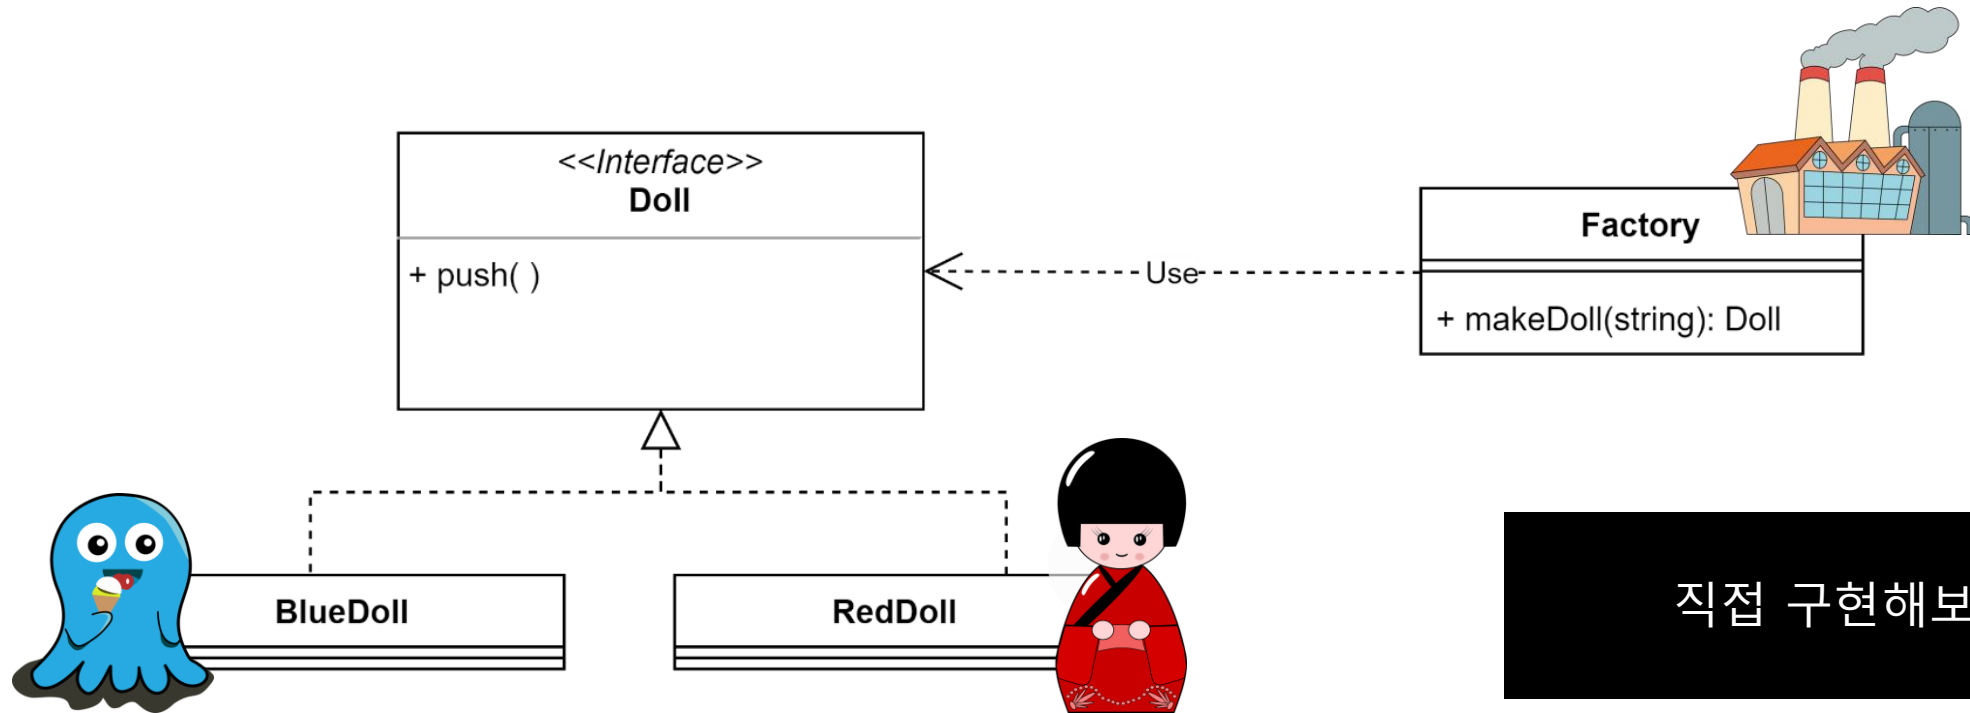 <<Interface>>
Doll
+ push( )
Use
Factory
+ makeDoll(string): Doll
BlueDoll
RedDoll
직접 구현해보